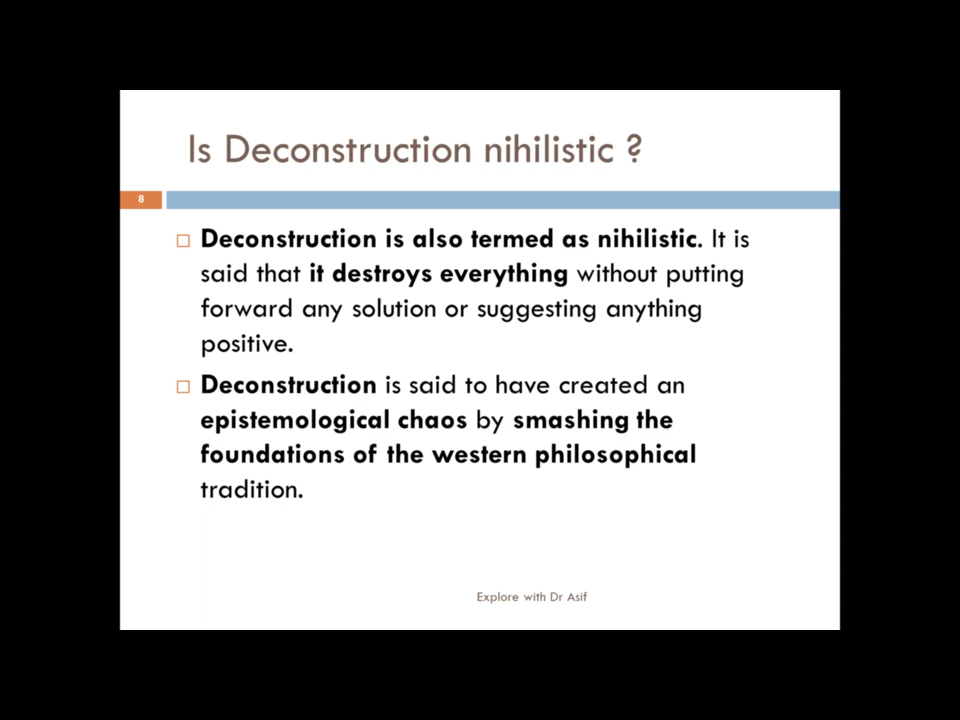 Is Deconstruction nihilistic ?
8
Deconstruction is also termed as nihilistic. It is
said that it destroys everything without putting
forward any solution or suggesting anything
positive.
Deconstruction is said to have created an
epistemological chaos by smashing the
foundations of the western philosophical
tradition.
Explore with Dr Asif